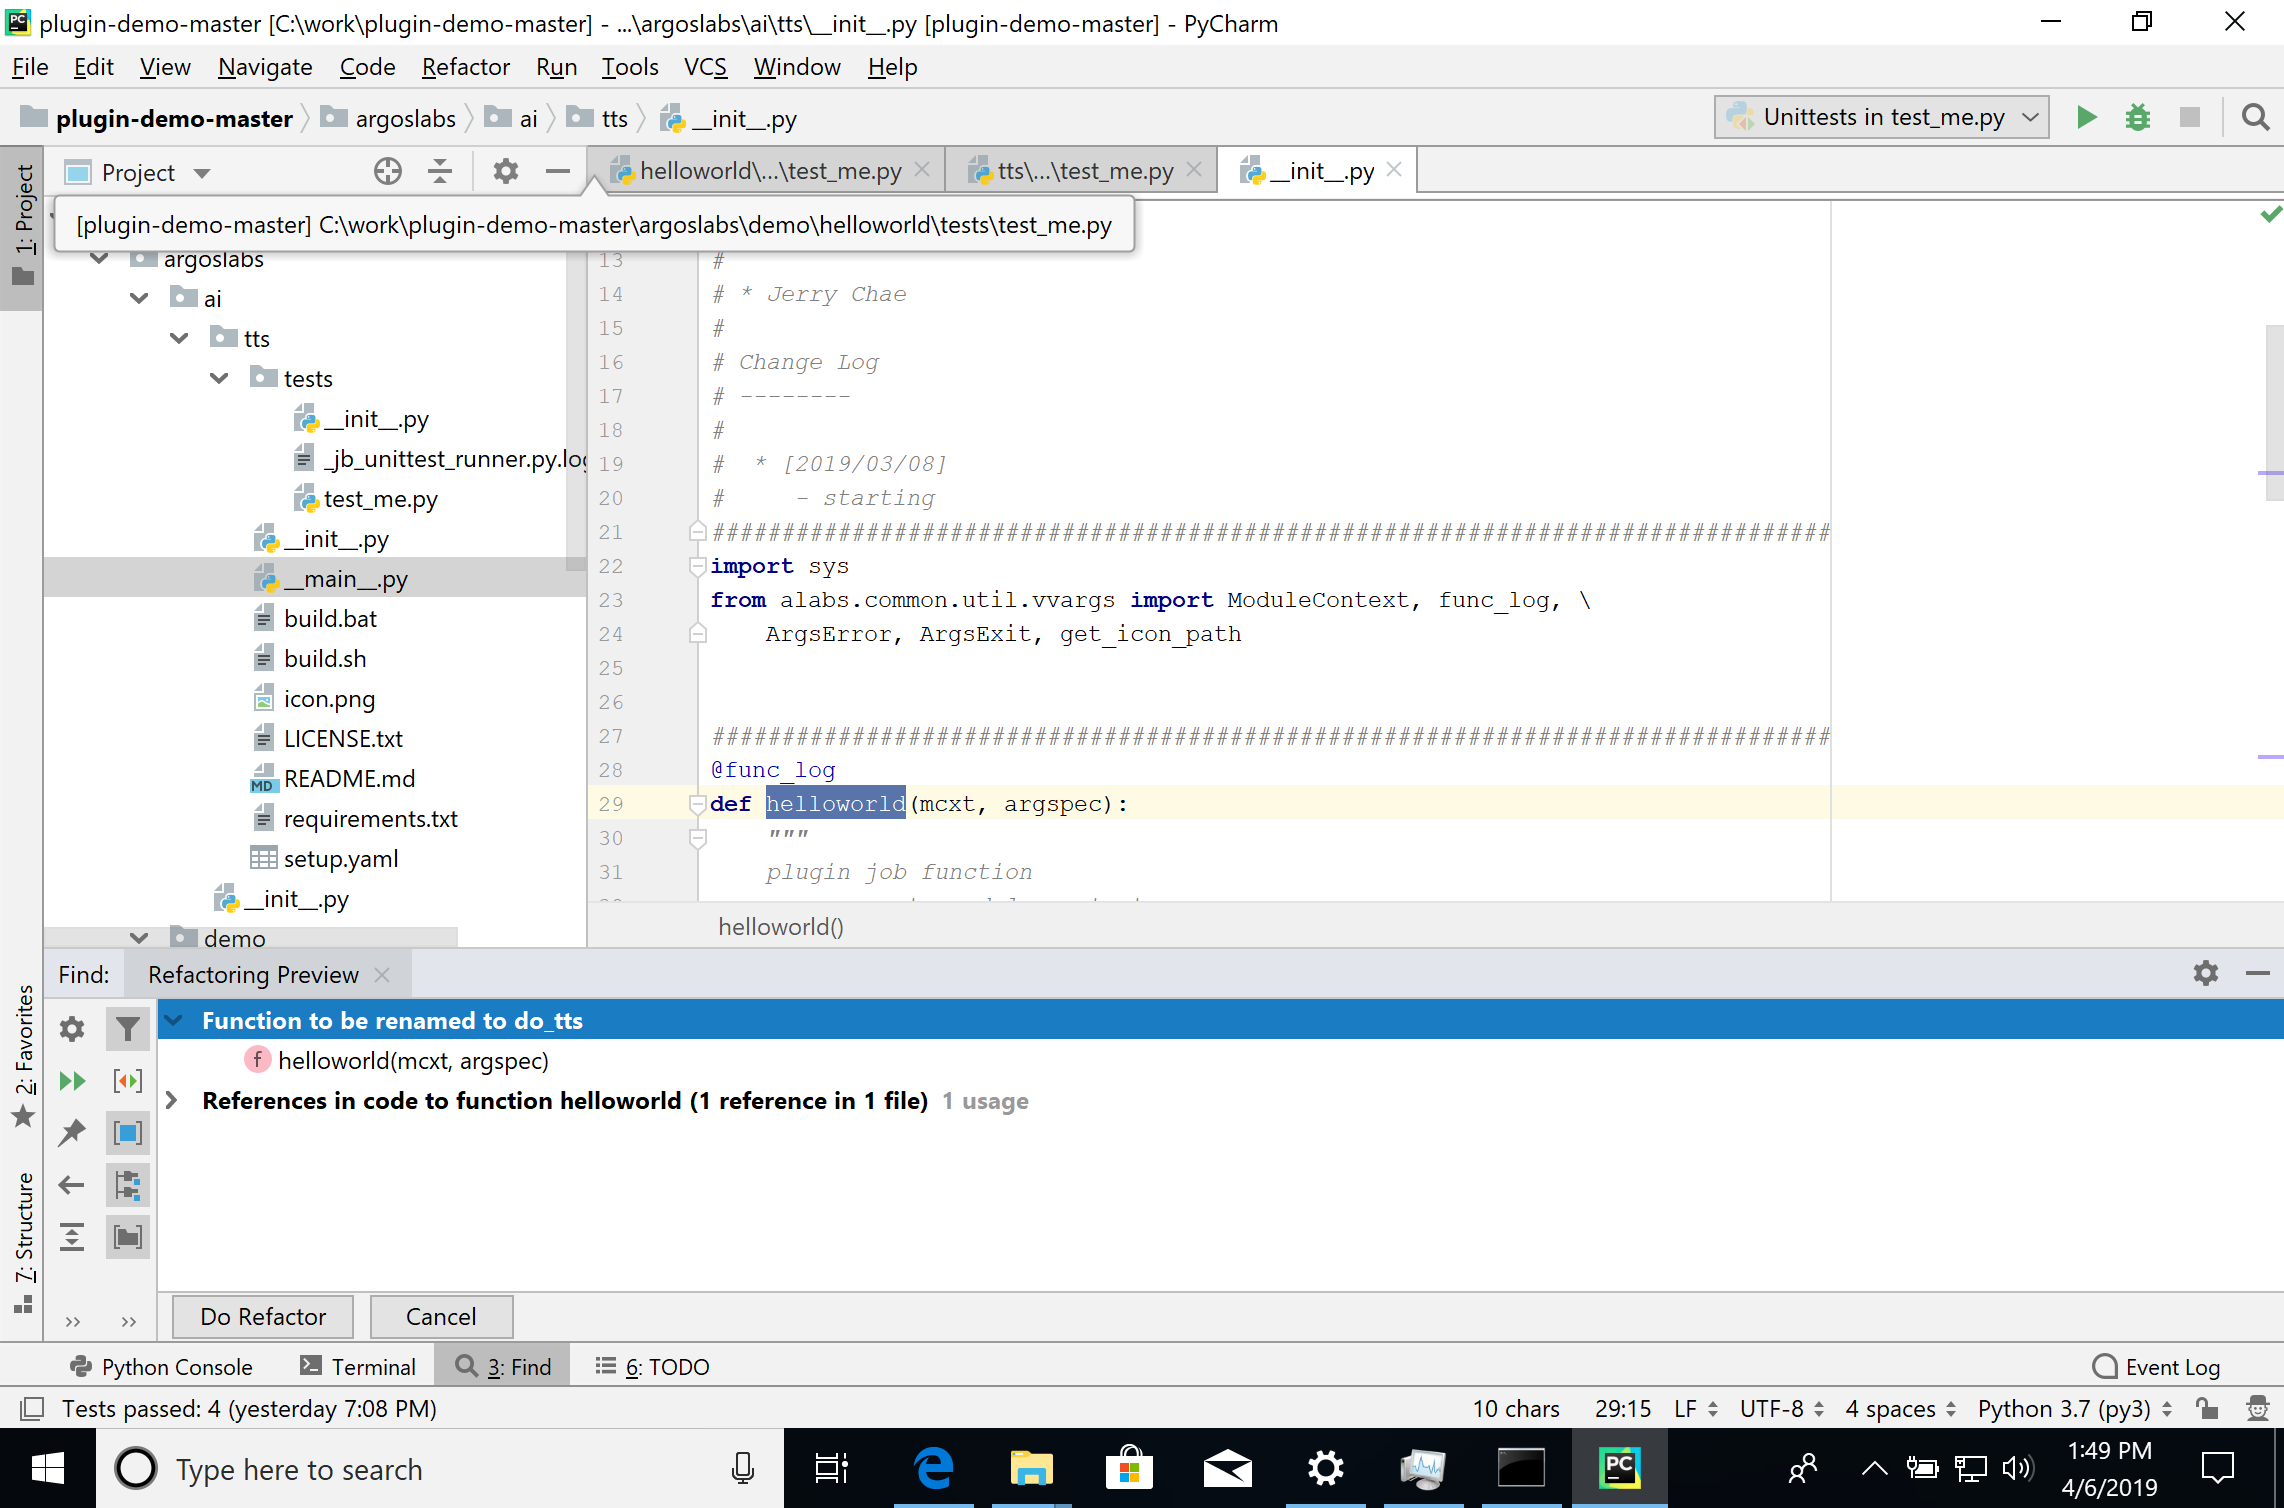 plugin-demo-master [C:\work\plugin-demo-master] - ...\argoslabs\ai\tts\__init__.py [plugin-demo-master] - PyCharm
File Edit View Navigate Code Refactor Run Tools VCS Window Help
plugin-demo-master argoslabs ai tts __init__.py Unittests in test_me.py
1: Project
Project helloworld\...\test_me.py tts\...\test_me.py __init__.py
[plugin-demo-master] C:\work\plugin-demo-master\argoslabs\demo\helloworld\tests\test_me.py
argoslabs
ai
tts
tests
__init__.py
_jb_unittest_runner.py.log
test_me.py
__init__.py
__main__.py
build.bat
build.sh
icon.png
LICENSE.txt
MD README.md
requirements.txt
setup.yaml
__init__.py
demo
13 #
14 # * Jerry Chae
15 #
16 # Change Log
17 # --------
18 #
19 #  * [2019/03/08]
20 #     - starting
21 ################################################################################
22 import sys
23 from alabs.common.util.vvargs import ModuleContext, func_log, \
24     ArgsError, ArgsExit, get_icon_path
25
26
27 ################################################################################
28 @func_log
29 def helloworld(mcxt, argspec):
30     """
31     plugin job function
helloworld()
2: Favorites
7: Structure
Find: Refactoring Preview
Function to be renamed to do_tts
f helloworld(mcxt, argspec)
References in code to function helloworld (1 reference in 1 file) 1 usage
Do Refactor Cancel
Python Console Terminal 3: Find 6: TODO Event Log
Tests passed: 4 (yesterday 7:08 PM) 10 chars 29:15 LF UTF-8 4 spaces Python 3.7 (py3)
Type here to search PC 1:49 PM
4/6/2019